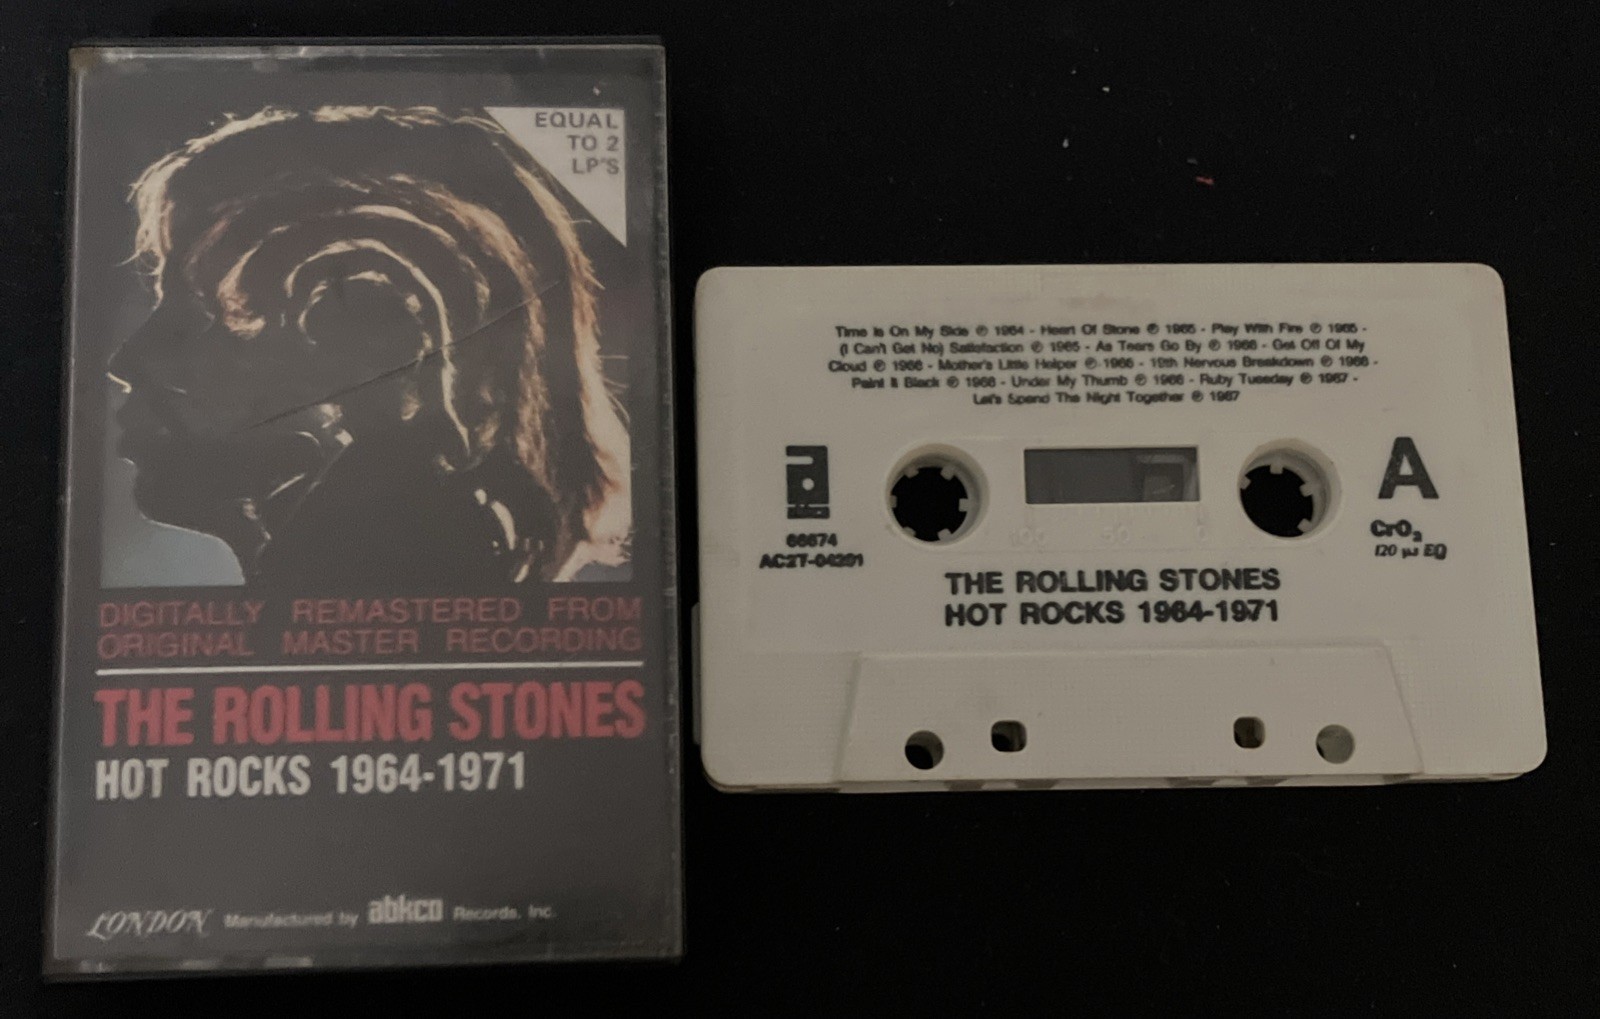 EQUAL
TO 2
LP'S
DIGITALLY REMASTERED FROM
ORIGINAL MASTER RECORDING
THE ROLLING STONES
HOT ROCKS 1964-1971
LONDON Manufactured by abkco Records, Inc.
Time Is On My Side ℗ 1964 - Heart Of Stone ℗ 1965 - Play With Fire ℗ 1965 -
(I Can't Get No) Satisfaction ℗ 1965 - As Tears Go By ℗ 1966 - Get Off Of My
Cloud ℗ 1966 - Mother's Little Helper ℗ 1966 - 19th Nervous Breakdown ℗ 1966 -
Paint It Black ℗ 1966 - Under My Thumb ℗ 1966 - Ruby Tuesday ℗ 1967 -
Let's Spend The Night Together ℗ 1967
A
CrO₂
120 µs EQ
66674
AC2T-04201
100 50 0
THE ROLLING STONES
HOT ROCKS 1964-1971